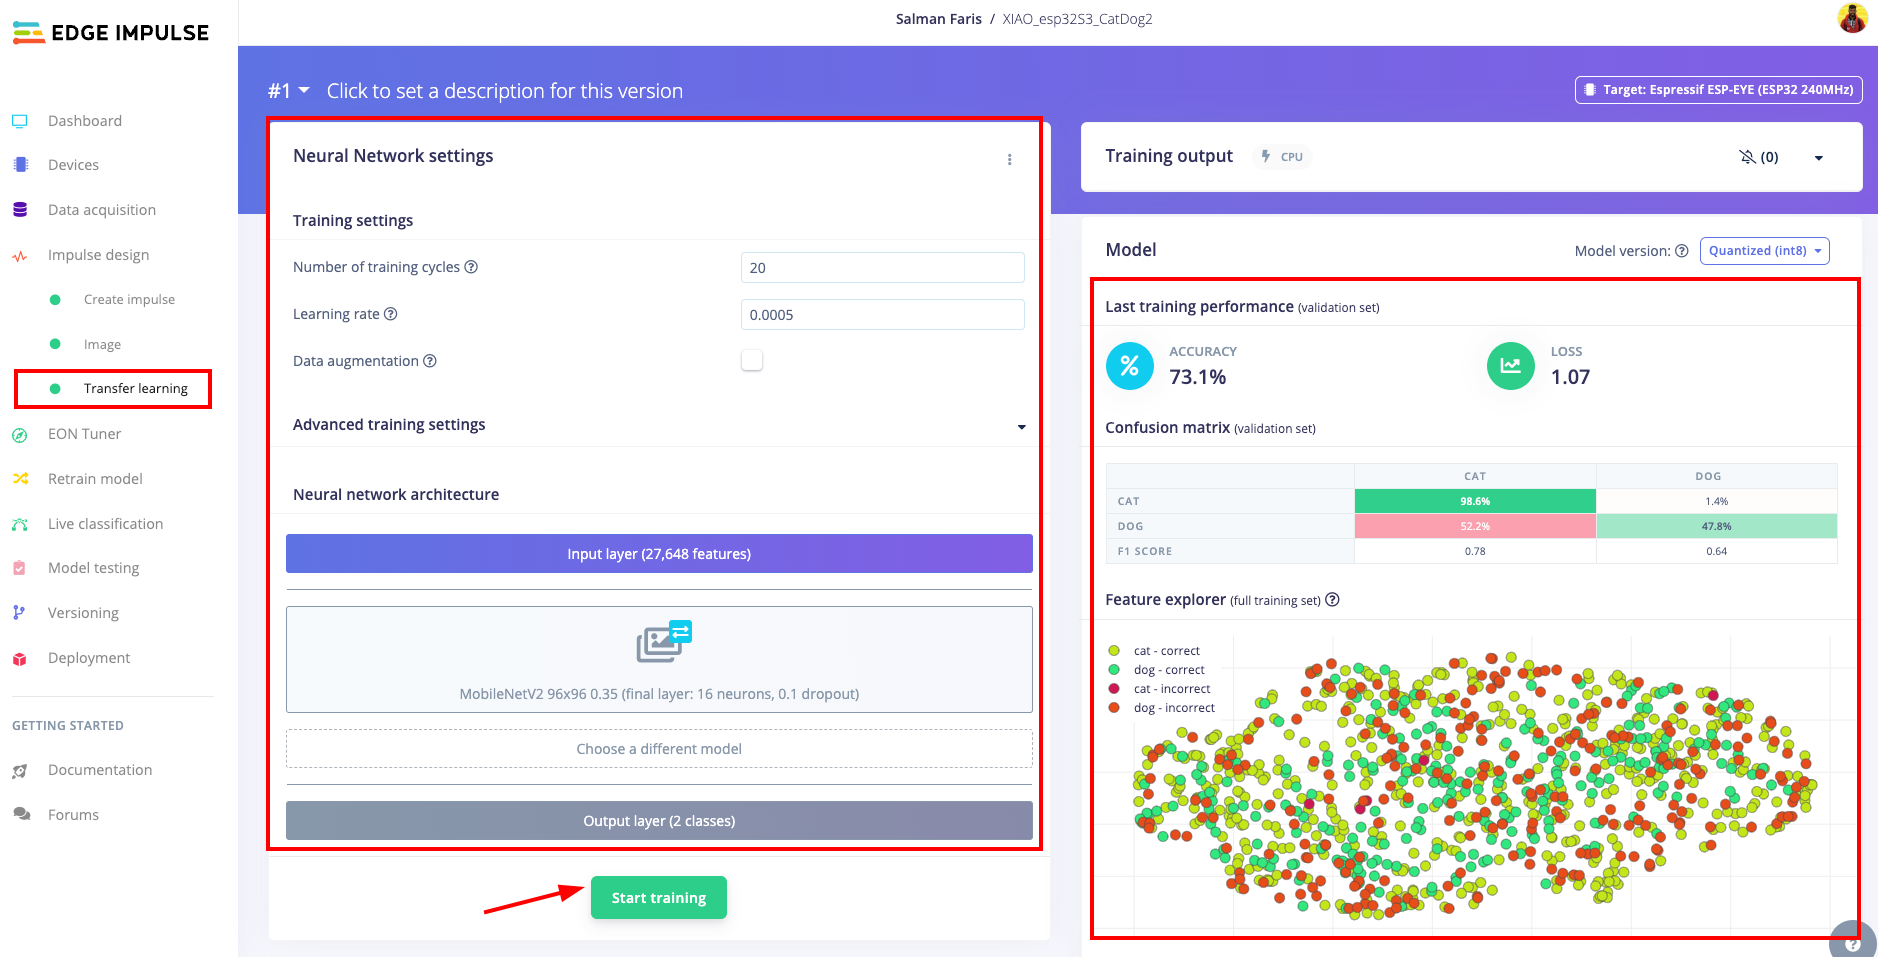 EDGE IMPULSE
Salman Faris / XIAO_esp32S3_CatDog2
Dashboard
Devices
Data acquisition
Impulse design
Create impulse
Image
Transfer learning
EON Tuner
Retrain model
Live classification
Model testing
Versioning
Deployment
GETTING STARTED
Documentation
Forums
#1 Click to set a description for this version
Target: Espressif ESP-EYE (ESP32 240MHz)
Neural Network settings
Training settings
Number of training cycles ? 20
Learning rate ? 0.0005
Data augmentation ?
Advanced training settings
Neural network architecture
Input layer (27,648 features)
MobileNetV2 96x96 0.35 (final layer: 16 neurons, 0.1 dropout)
Choose a different model
Output layer (2 classes)
Start training
Training output CPU (0)
Model Model version: ? Quantized (int8)
Last training performance (validation set)
% ACCURACY
73.1%
LOSS
1.07
Confusion matrix (validation set)
CAT DOG
CAT 98.6% 1.4%
DOG 52.2% 47.8%
F1 SCORE 0.78 0.64
Feature explorer (full training set) ?
cat - correct
dog - correct
cat - incorrect
dog - incorrect
?